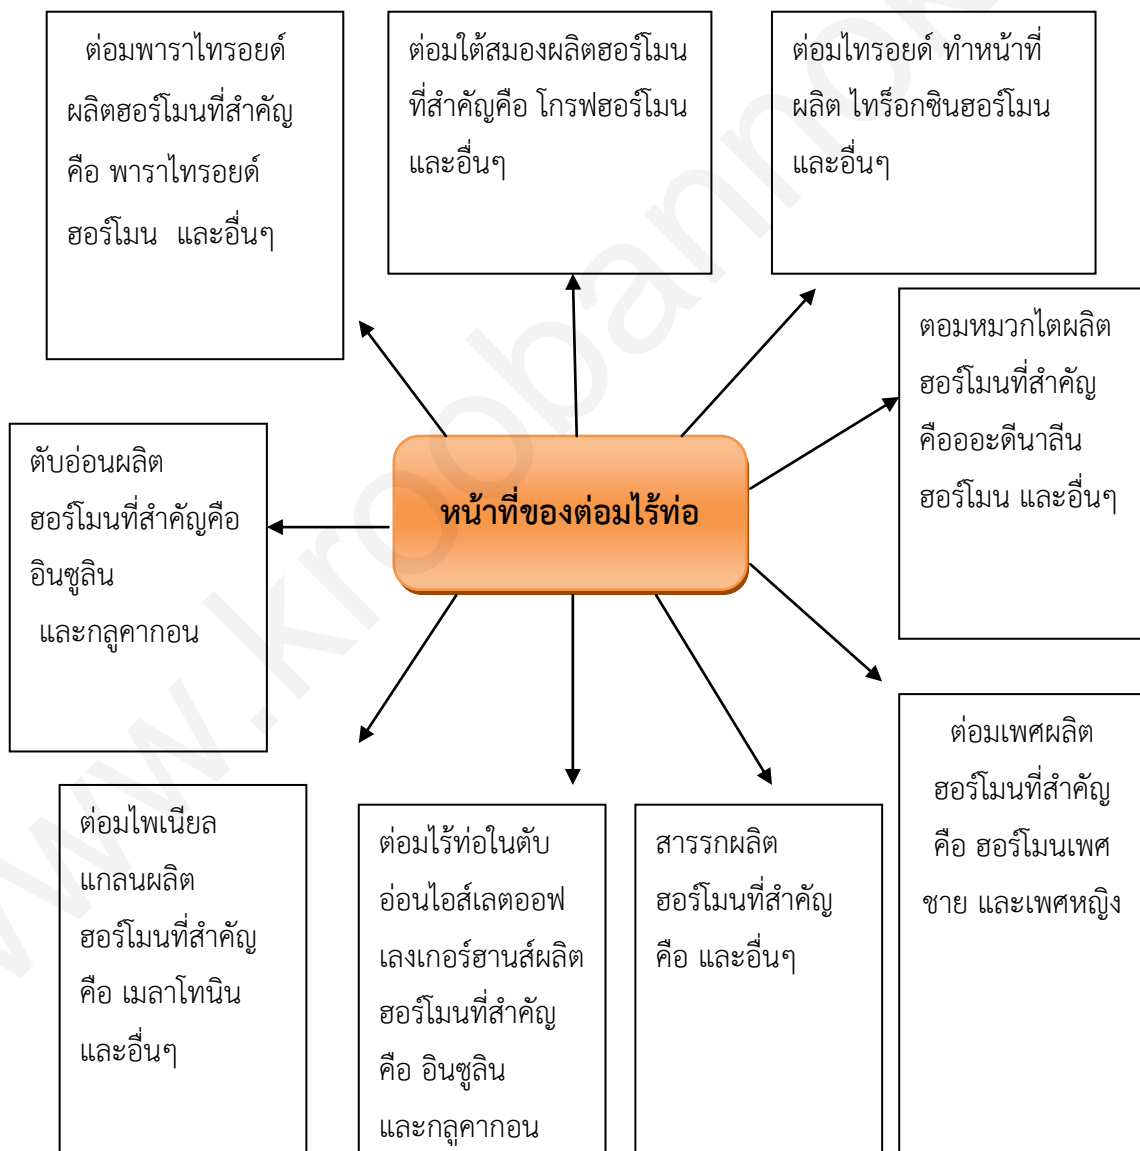 ต่อมพาราไทรอยด์
ผลิตฮอร์โมนที่สำคัญ
คือ พาราไทรอยด์
ฮอร์โมน และอื่นๆ
ต่อมใต้สมองผลิตฮอร์โมน
ที่สำคัญคือ โกรฟฮอร์โมน
และอื่นๆ
ต่อมไทรอยด์ ทำหน้าที่
ผลิต ไทร็อกซินฮอร์โมน
และอื่นๆ
ตอมหมวกไตผลิต
ฮอร์โมนที่สำคัญ
คือออะดีนาลีน
ฮอร์โมน และอื่นๆ
ตับอ่อนผลิต
ฮอร์โมนที่สำคัญคือ
อินซูลิน
และกลูคากอน
หน้าที่ของต่อมไร้ท่อ
ต่อมเพศผลิต
ฮอร์โมนที่สำคัญ
คือ ฮอร์โมนเพศ
ชาย และเพศหญิง
ต่อมไพเนียล
แกลนผลิต
ฮอร์โมนที่สำคัญ
คือ เมลาโทนิน
และอื่นๆ
ต่อมไร้ท่อในตับ
อ่อนไอส์เลตออฟ
เลงเกอร์ฮานส์ผลิต
ฮอร์โมนที่สำคัญ
คือ อินซูลิน
และกลูคากอน
สารรกผลิต
ฮอร์โมนที่สำคัญ
คือ และอื่นๆ
www.kroobannok